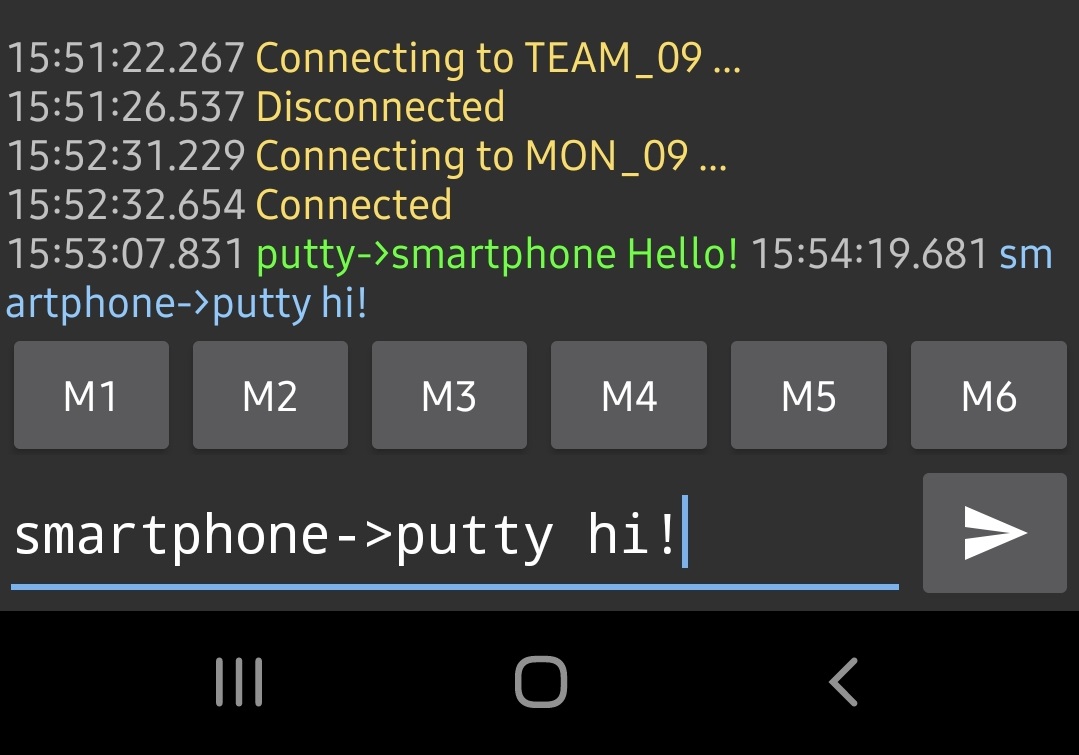 15:51:22.267 Connecting to TEAM_09 ...
15:51:26.537 Disconnected
15:52:31.229 Connecting to MON_09 ...
15:52:32.654 Connected
15:53:07.831 putty->smartphone Hello! 15:54:19.681 sm
artphone->putty hi!
M1 M2 M3 M4 M5 M6
smartphone->putty hi!